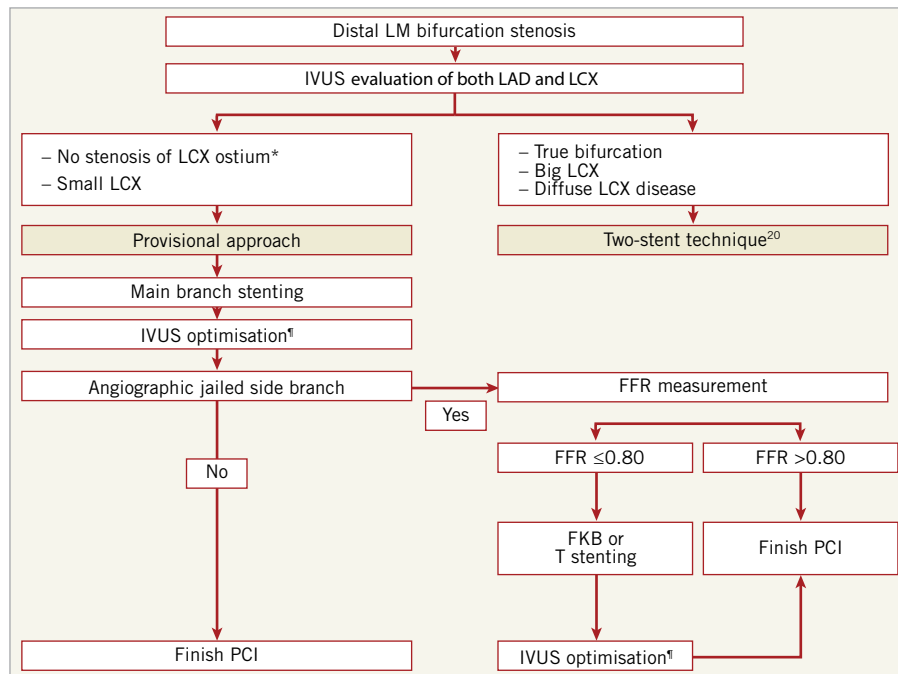 Distal LM bifurcation stenosis
IVUS evaluation of both LAD and LCX
– No stenosis of LCX ostium*
– Small LCX
– True bifurcation
– Big LCX
– Diffuse LCX disease
Provisional approach
Two-stent technique²⁰
Main branch stenting
IVUS optimisation¶
Angiographic jailed side branch
FFR measurement
Yes
No
FFR ≤0.80
FFR >0.80
FKB or
T stenting
Finish PCI
Finish PCI
IVUS optimisation¶